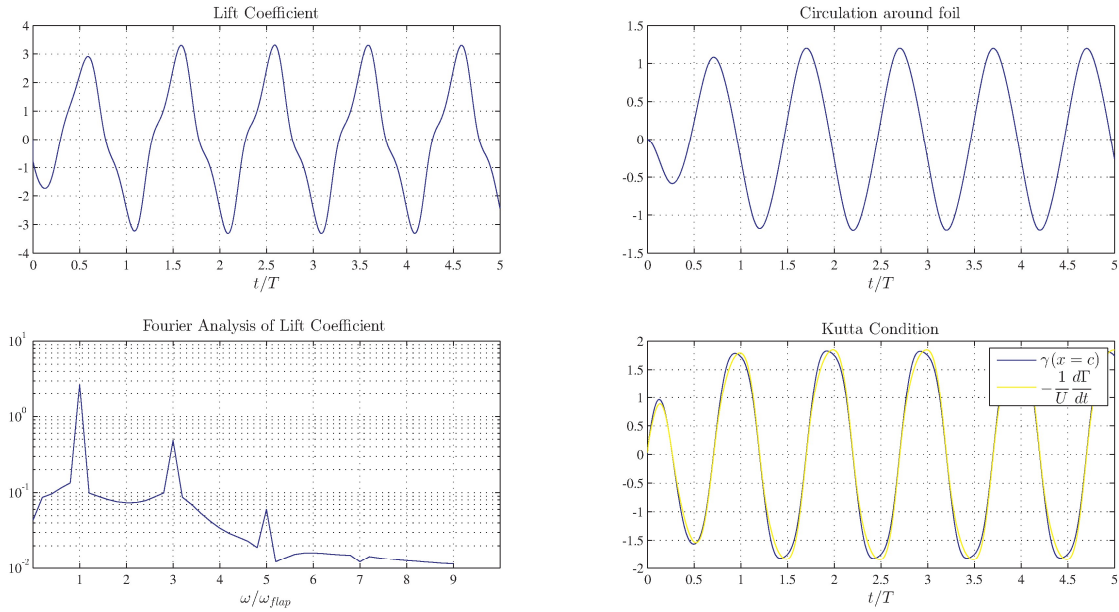 Lift Coefficient
4
3
2
1
0
-1
-2
-3
-4
0 0.5 1 1.5 2 2.5 3 3.5 4 4.5 5
t/T
Circulation around foil
1.5
1
0.5
0
-0.5
-1
-1.5
0 0.5 1 1.5 2 2.5 3 3.5 4 4.5 5
t/T
Fourier Analysis of Lift Coefficient
10^1
10^0
10^-1
10^-2
1 2 3 4 5 6 7 8 9
ω/ω_flap
Kutta Condition
2
1.5
1
0.5
0
-0.5
-1
-1.5
-2
γ(x = c)
-1/U dΓ/dt
0 0.5 1 1.5 2 2.5 3 3.5 4 4.5 5
t/T